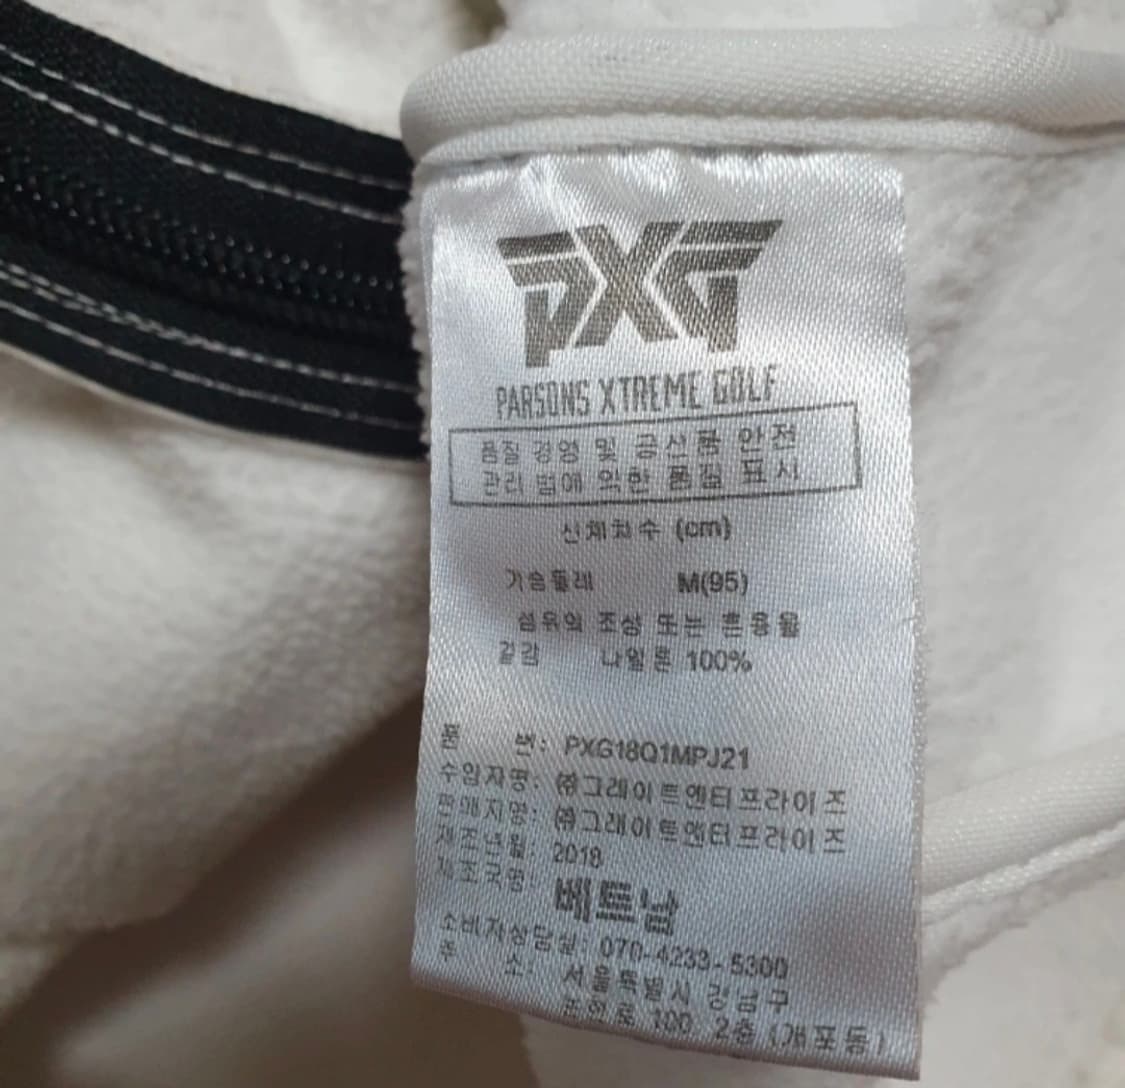 PXG
PARSONS XTREME GOLF
품질 경영 및 공산품 안전
관리 법에 의한 품질 표시
신체치수 (cm)
가슴둘레 M(95)
섬유의 조성 또는 혼용율
겉감 나일론 100%
품 번: PXG18Q1MPJ21
수입자명: ㈜그레이트엔터프라이즈
판매자명: ㈜그레이트엔터프라이즈
제조년월: 2018
제조국명: 베트남
소비자상담실: 070-4233-5300
주 소: 서울특별시 강남구
논현로 100 2층 (개포동)